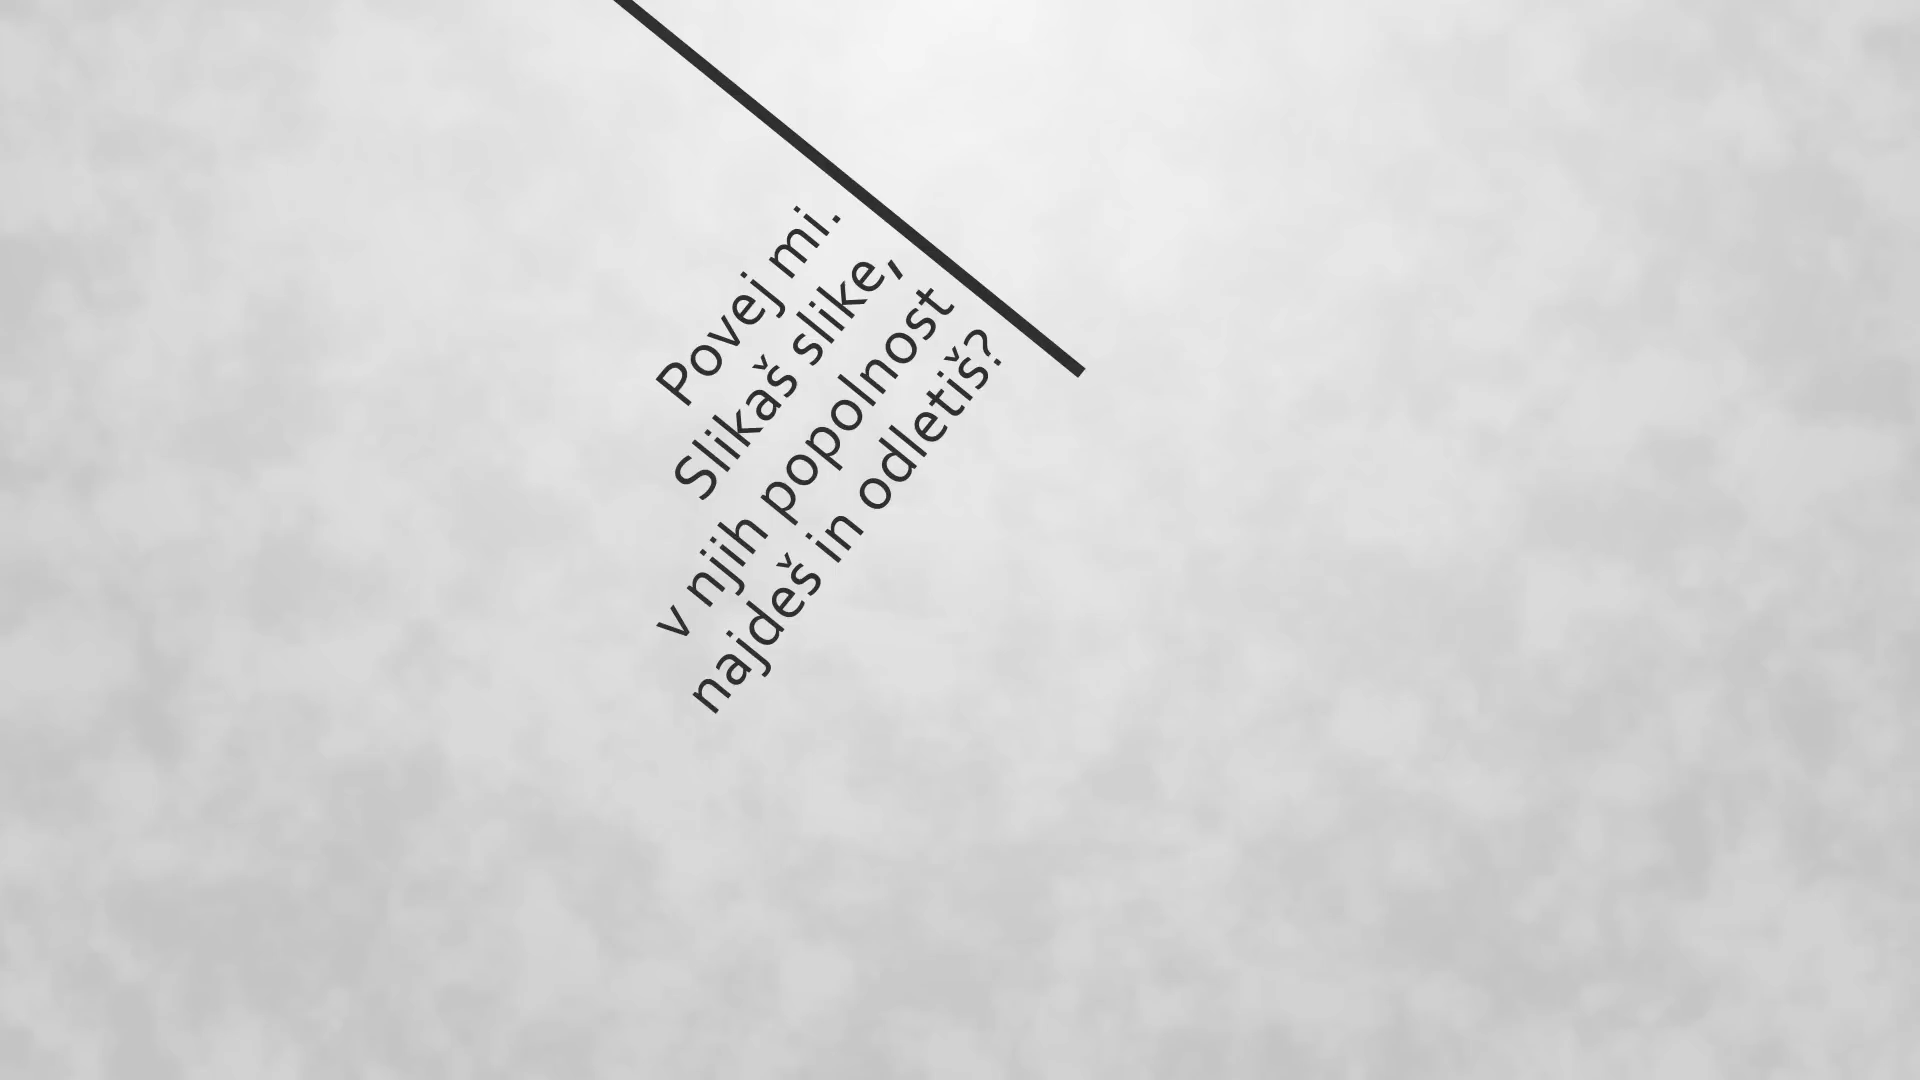 Povej mi.
Slikaš slike,
v njih popolnost
najdeš in odletiš?